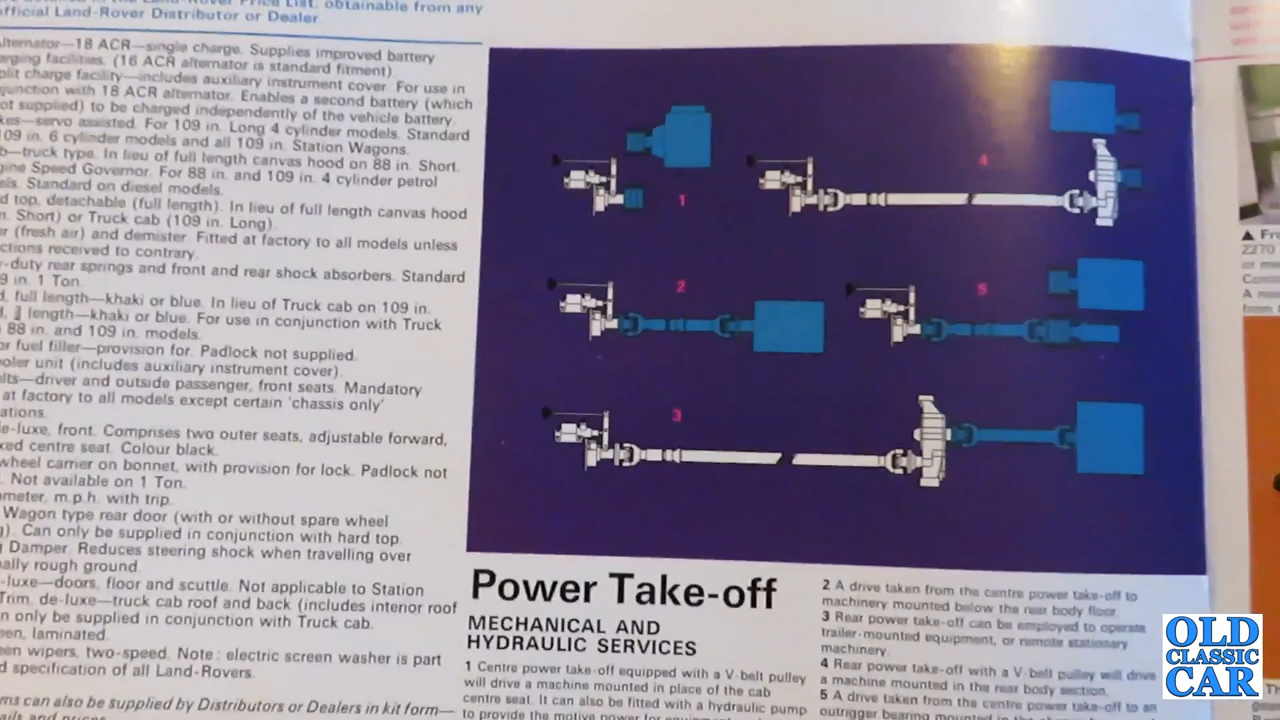 Land-Rover Price List, obtainable from any
official Land-Rover Distributor or Dealer
Alternator—18 ACR—single charge. Supplies improved battery
facilities. (16 ACR alternator is standard fitment)
charge facility—includes auxiliary instrument cover. For use in
with 18 ACR alternator. Enables a second battery (which
supplied) to be charged independently of the vehicle battery.
servo assisted. For 109 in. Long 4 cylinder models. Standard
109 in. 6 cylinder models and all 109 in. Station Wagons.
truck type. In lieu of full length canvas hood on 88 in. Short.
Speed Governor. For 88 in. and 109 in. 4 cylinder petrol
Standard on diesel models.
top, detachable (full length). In lieu of full length canvas hood
Short) or Truck cab (109 in. Long).
(fresh air) and demister. Fitted at factory to all models unless
received to contrary.
duty rear springs and front and rear shock absorbers. Standard
in. 1 Ton.
full length—khaki or blue. In lieu of Truck cab on 109 in.
¾ length—khaki or blue. For use in conjunction with Truck
88 in. and 109 in. models.
fuel filler—provision for. Padlock not supplied.
unit (includes auxiliary instrument cover).
driver and outside passenger, front seats. Mandatory
at factory to all models except certain 'chassis only'
de-luxe, front. Comprises two outer seats, adjustable forward,
centre seat. Colour black.
wheel carrier on bonnet, with provision for lock. Padlock not
Not available on 1 Ton.
m.p.h. with trip.
Wagon type rear door (with or without spare wheel
Can only be supplied in conjunction with hard top.
Damper. Reduces steering shock when travelling over
rough ground.
doors, floor and scuttle. Not applicable to Station
Trim, de-luxe—truck cab roof and back (includes interior roof
only be supplied in conjunction with Truck cab.
laminated.
wipers, two-speed. Note: electric screen washer is part
specification of all Land-Rovers.
can also be supplied by Distributors or Dealers in kit form—
and prices
1
4
2
5
3
Power Take-off
MECHANICAL AND
HYDRAULIC SERVICES
1 Centre power take-off equipped with a V-belt pulley
will drive a machine mounted in place of the cab
centre seat. It can also be fitted with a hydraulic pump
to provide the motive power for
2 A drive taken from the centre power take-off to
machinery mounted below the rear body floor.
3 Rear power take-off can be employed to operate
trailer-mounted equipment, or remote stationary
machinery.
4 Rear power take-off with a V-belt pulley will drive
a machine mounted in the rear body section.
5 A drive taken from the centre power take-off to an
outrigger bearing mounted in the
▲
2270
OLD
CLASSIC
CAR